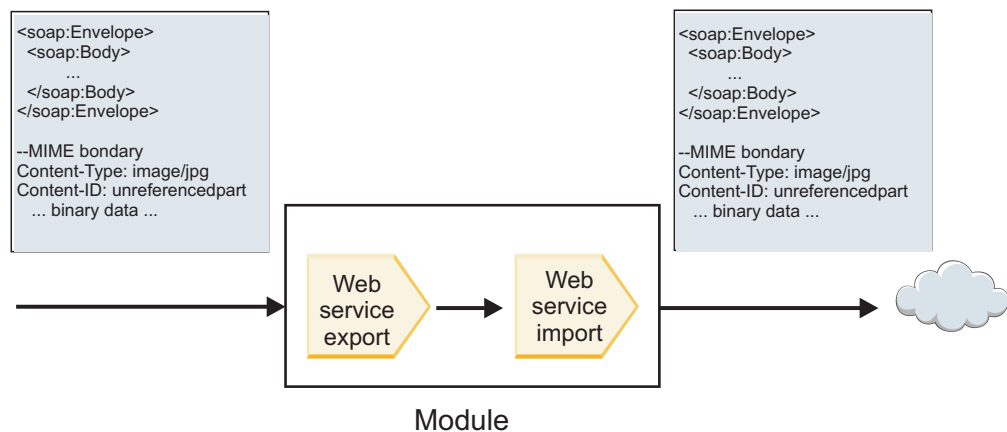 <soap:Envelope>
<soap:Body>
...
</soap:Body>
</soap:Envelope>
--MIME bondary
Content-Type: image/jpg
Content-ID: unreferencedpart
... binary data ...
<soap:Envelope>
<soap:Body>
...
</soap:Body>
</soap:Envelope>
--MIME bondary
Content-Type: image/jpg
Content-ID: unreferencedpart
... binary data ...
Web
service
export
Web
service
import
Module